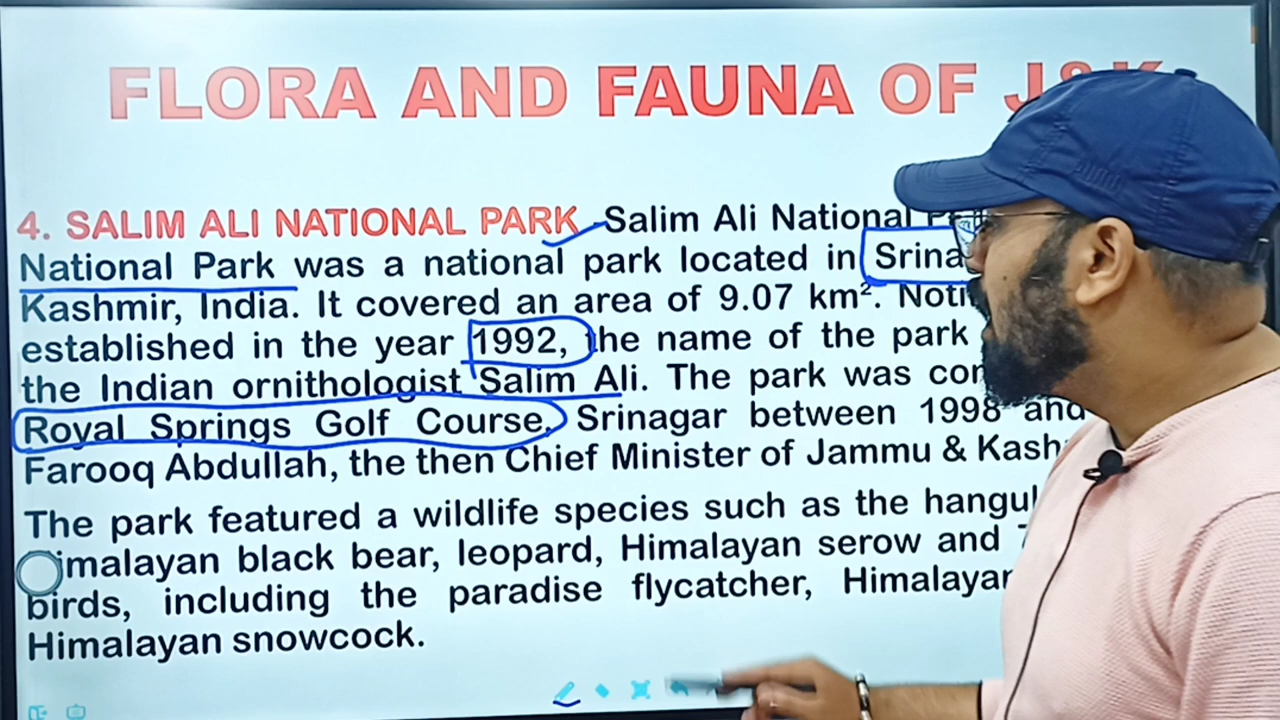 FLORA AND FAUNA OF J&K
4. SALIM ALI NATIONAL PARK Salim Ali National
National Park was a national park located in
Kashmir, India. It covered an area of 9.07 km².
established in the year 1992, the name of the park
the Indian ornithologist Salim Ali. The park was
Royal Springs Golf Course, Srinagar between 1998 and
Farooq Abdullah, the then Chief Minister of Jammu & Kash
The park featured a wildlife species such as the hangul
imalayan black bear, leopard, Himalayan serow and
birds, including the paradise flycatcher, Himalayan
Himalayan snowcock.